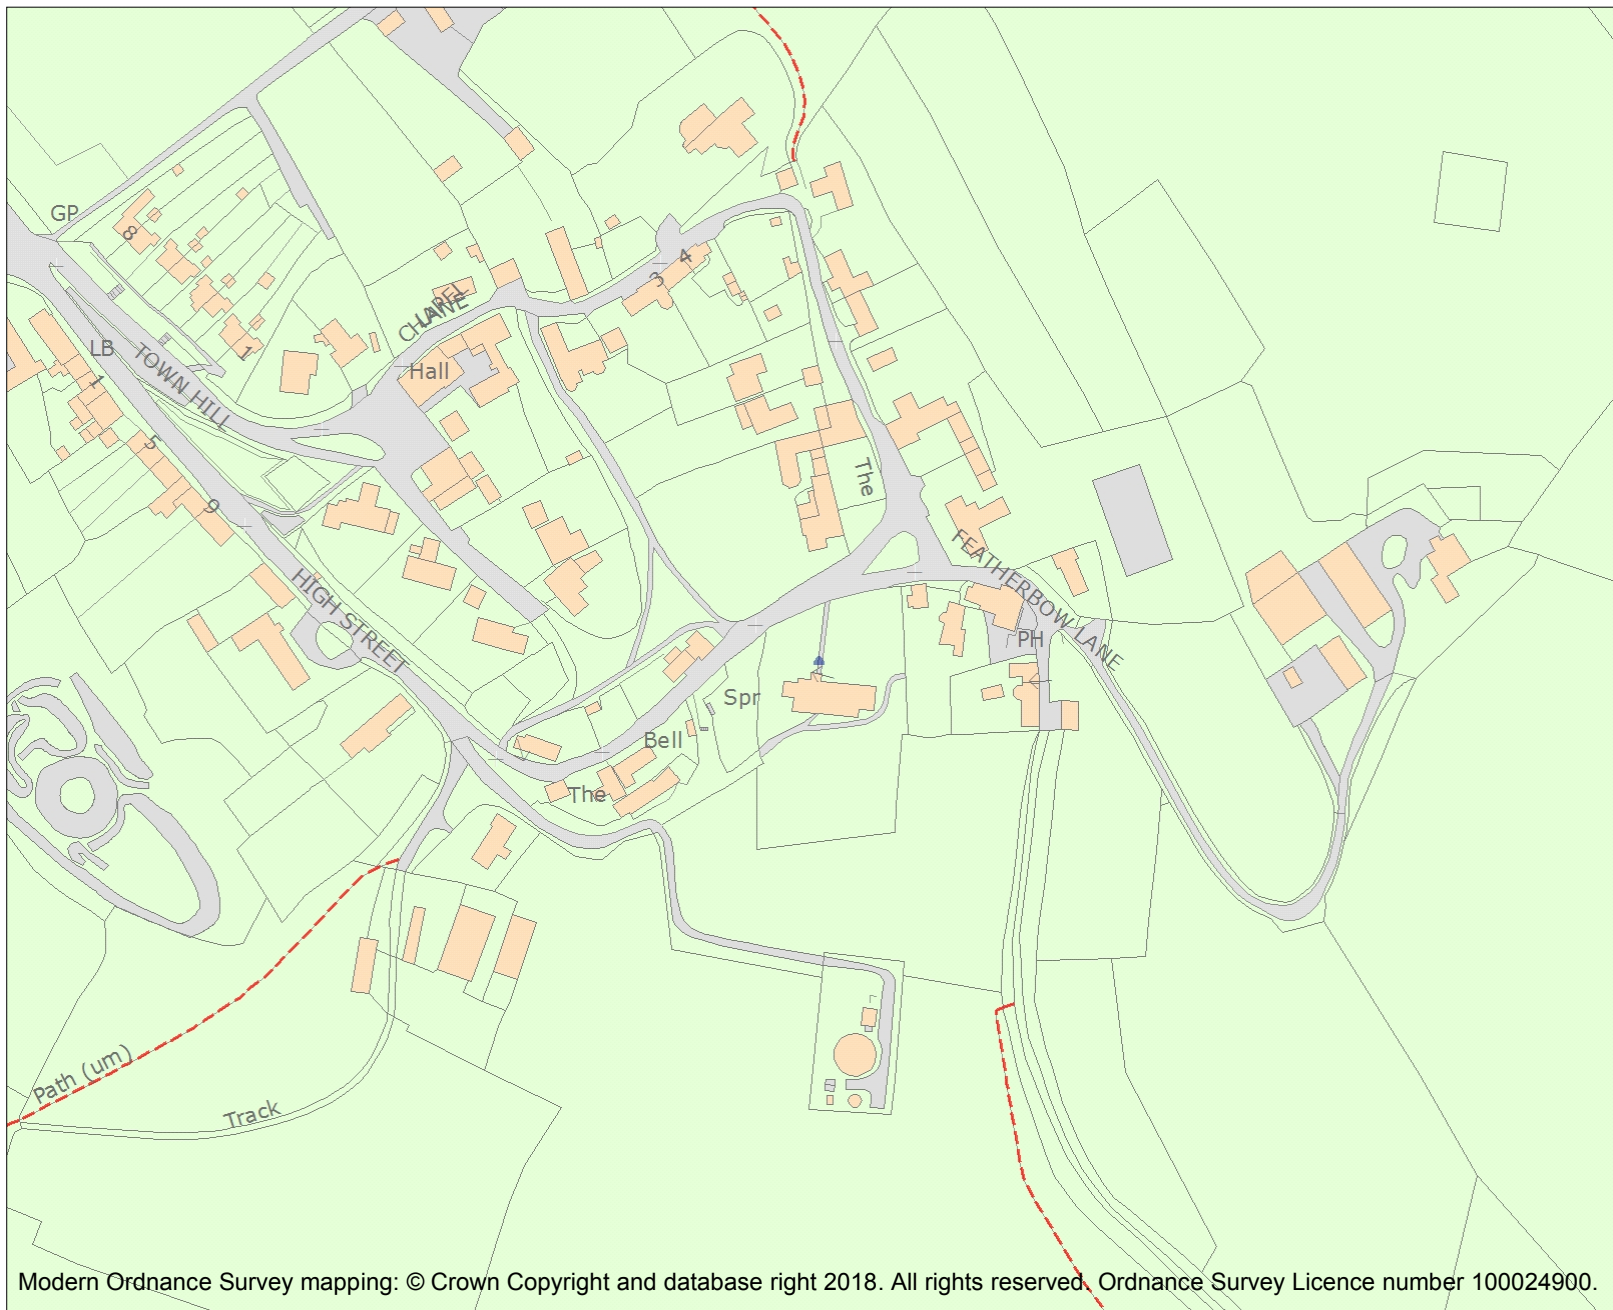 GP
8
CHAPEL
LANE
3 4
LB
TOWN HILL
1
1
Hall
5
9
The
HIGH STREET
FEATHERBOW LANE
PH
Spr
Bell
The
Path (um)
Track
Modern Ordnance Survey mapping: © Crown Copyright and database right 2018. All rights reserved. Ordnance Survey Licence number 100024900.